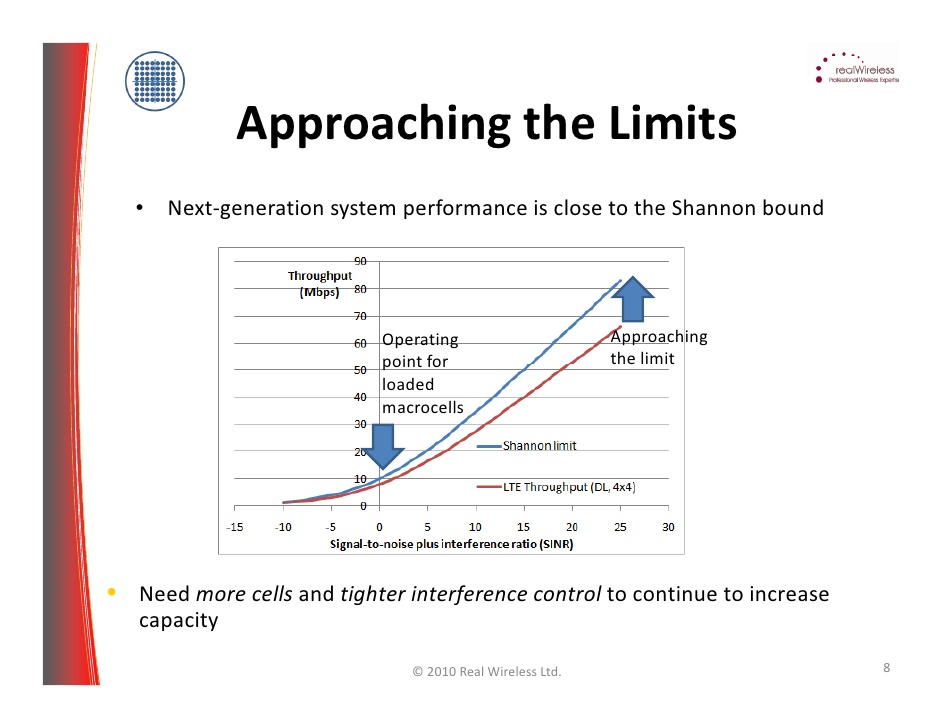 realWireless
Professional Wireless Expertise
Approaching the Limits
• Next-generation system performance is close to the Shannon bound
Throughput
(Mbps)
90
80
70
60
50
40
30
20
10
0
Operating
point for
loaded
macrocells
Approaching
the limit
Shannon limit
LTE Throughput (DL, 4x4)
-15 -10 -5 0 5 10 15 20 25 30
Signal-to-noise plus interference ratio (SINR)
• Need more cells and tighter interference control to continue to increase
capacity
© 2010 Real Wireless Ltd.
8